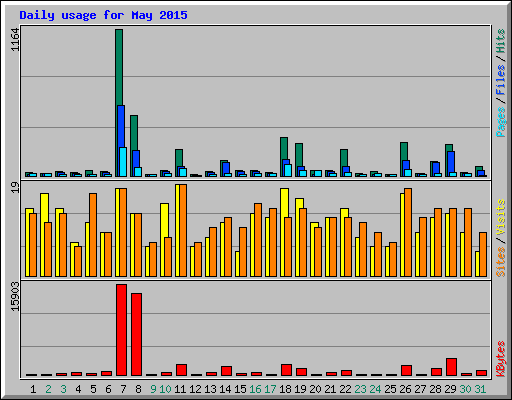 Daily usage for May 2015
1164
Pages / Files / Hits
19
Sites / Visits
15903
KBytes
1 2 3 4 5 6 7 8 9 10 11 12 13 14 15 16 17 18 19 20 21 22 23 24 25 26 27 28 29 30 31